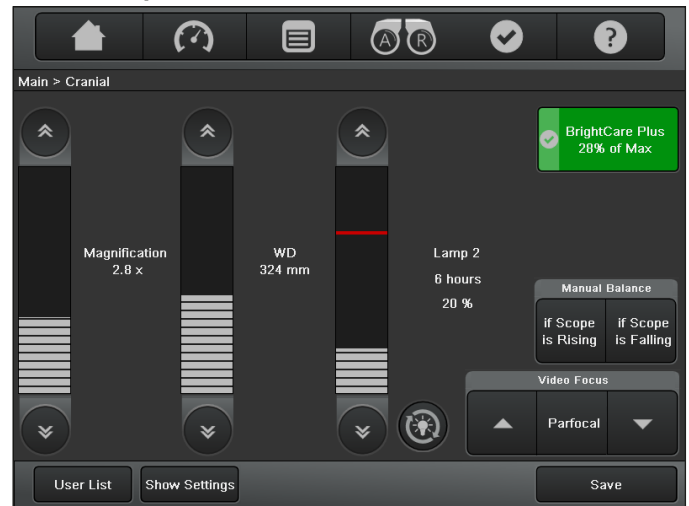 A R ?
Main > Cranial
BrightCare Plus
28% of Max
Magnification
2.8 x
WD
324 mm
Lamp 2
6 hours
20 %
Manual Balance
if Scope
is Rising
if Scope
is Falling
Video Focus
Parfocal
User List
Show Settings
Save